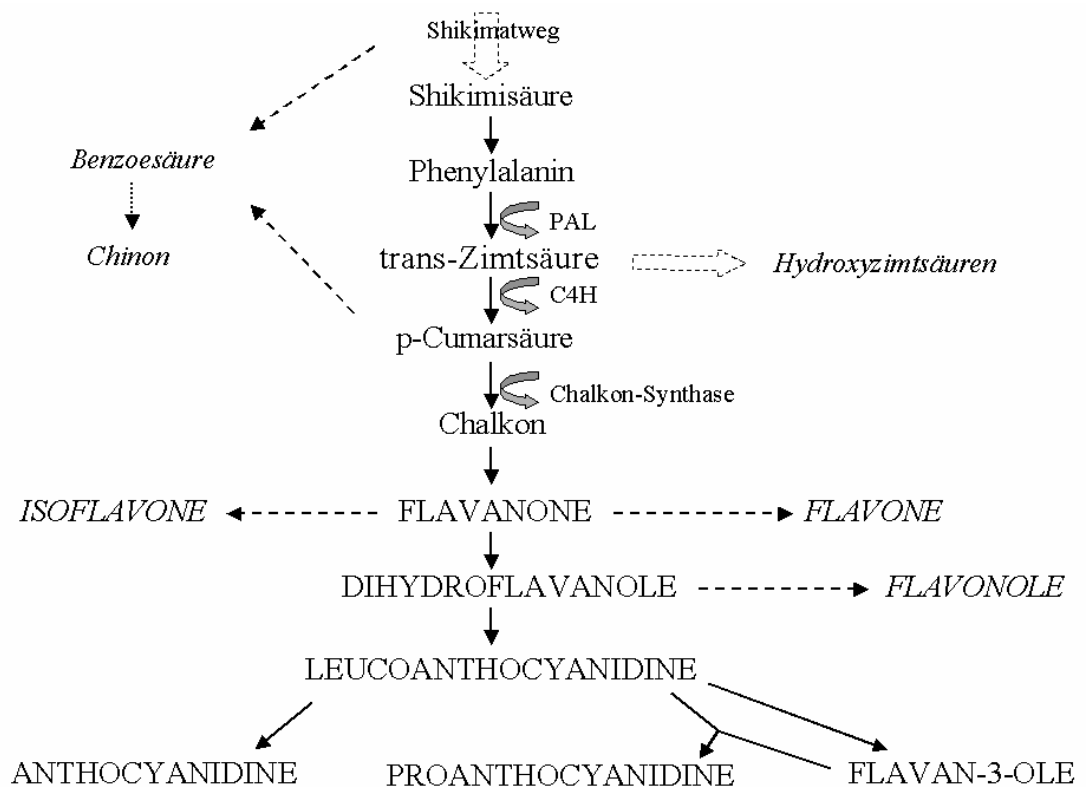 Shikimatweg
Shikimisäure
Benzoesäure
Phenylalanin
PAL
Chinon
trans-Zimtsäure
Hydroxyzimtsäuren
C4H
p-Cumarsäure
Chalkon-Synthase
Chalkon
ISOFLAVONE
FLAVANONE
FLAVONE
DIHYDROFLAVANOLE
FLAVONOLE
LEUCOANTHOCYANIDINE
ANTHOCYANIDINE
PROANTHOCYANIDINE
FLAVAN-3-OLE